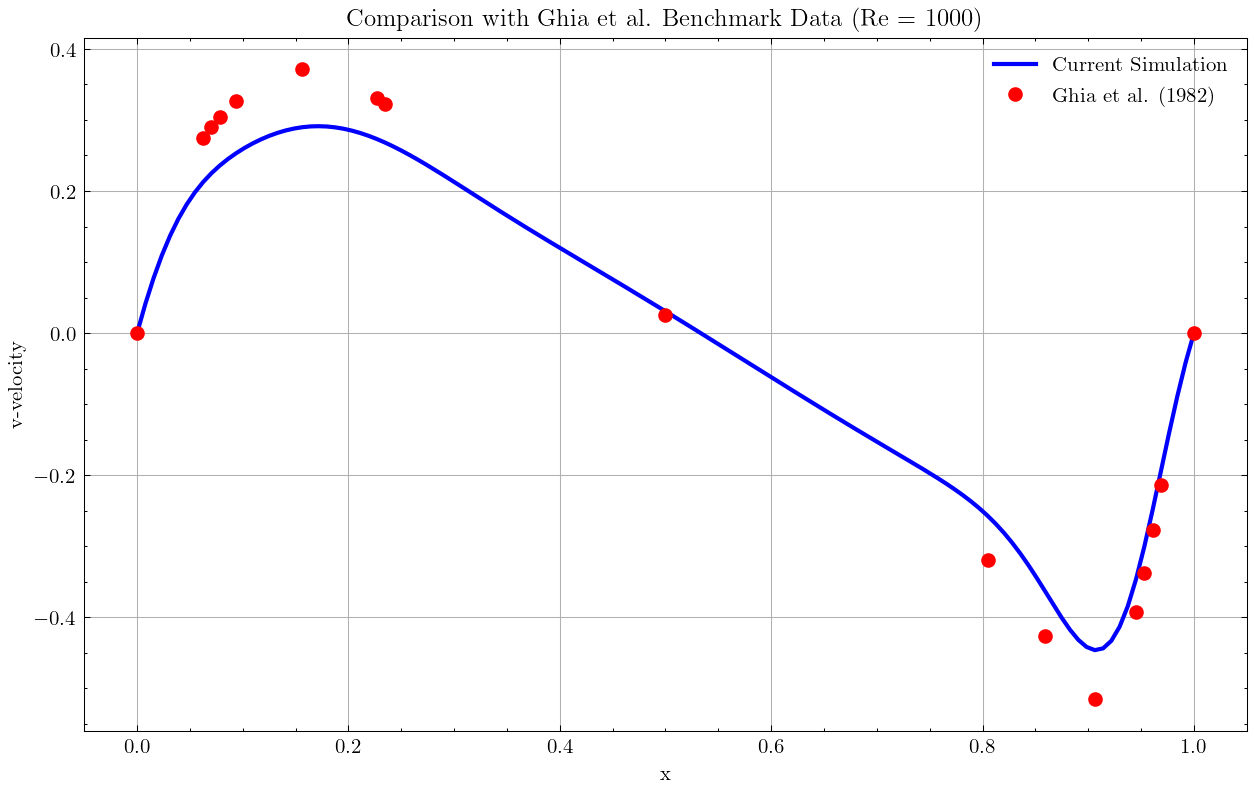 Comparison with Ghia et al. Benchmark Data (Re = 1000)
Current Simulation
Ghia et al. (1982)
v-velocity
0.4
0.2
0.0
−0.2
−0.4
0.0 0.2 0.4 0.6 0.8 1.0
x